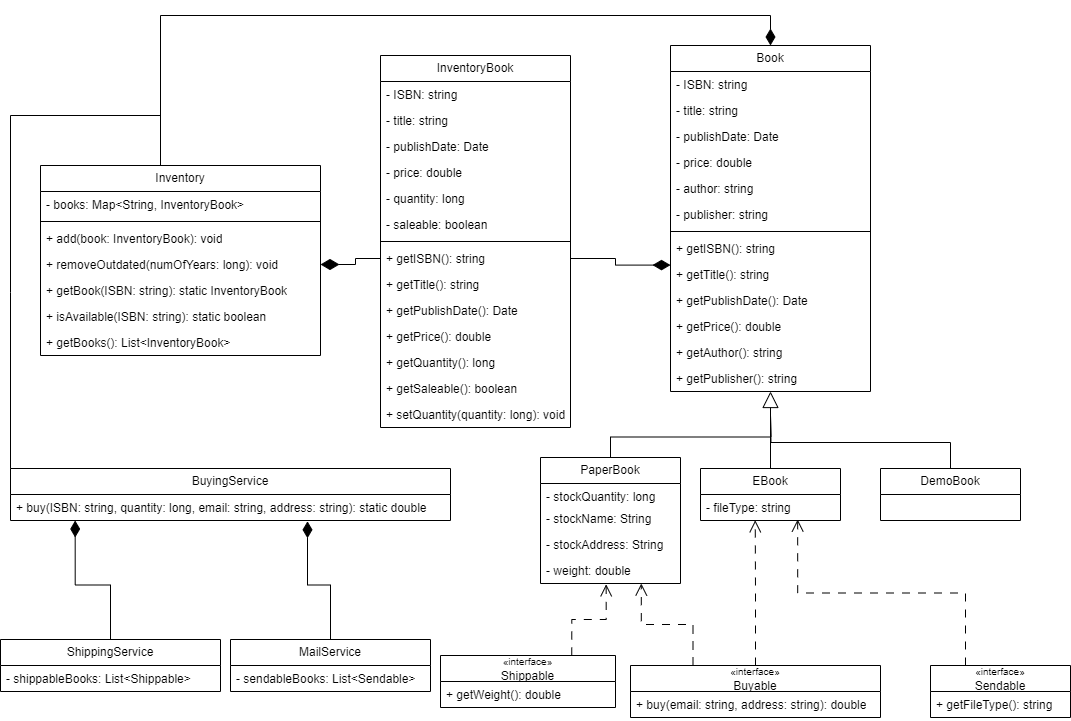 Book
- ISBN: string
- title: string
- publishDate: Date
- price: double
- author: string
- publisher: string
+ getISBN(): string
+ getTitle(): string
+ getPublishDate(): Date
+ getPrice(): double
+ getAuthor(): string
+ getPublisher(): string
InventoryBook
- ISBN: string
- title: string
- publishDate: Date
- price: double
- quantity: long
- saleable: boolean
+ getISBN(): string
+ getTitle(): string
+ getPublishDate(): Date
+ getPrice(): double
+ getQuantity(): long
+ getSaleable(): boolean
+ setQuantity(quantity: long): void
Inventory
- books: Map<String, InventoryBook>
+ add(book: InventoryBook): void
+ removeOutdated(numOfYears: long): void
+ getBook(ISBN: string): static InventoryBook
+ isAvailable(ISBN: string): static boolean
+ getBooks(): List<InventoryBook>
BuyingService
+ buy(ISBN: string, quantity: long, email: string, address: string): static double
PaperBook
- stockQuantity: long
- stockName: String
- stockAddress: String
- weight: double
EBook
- fileType: string
DemoBook
ShippingService
- shippableBooks: List<Shippable>
MailService
- sendableBooks: List<Sendable>
«interface»
Shippable
+ getWeight(): double
«interface»
Buyable
+ buy(email: string, address: string): double
«interface»
Sendable
+ getFileType(): string